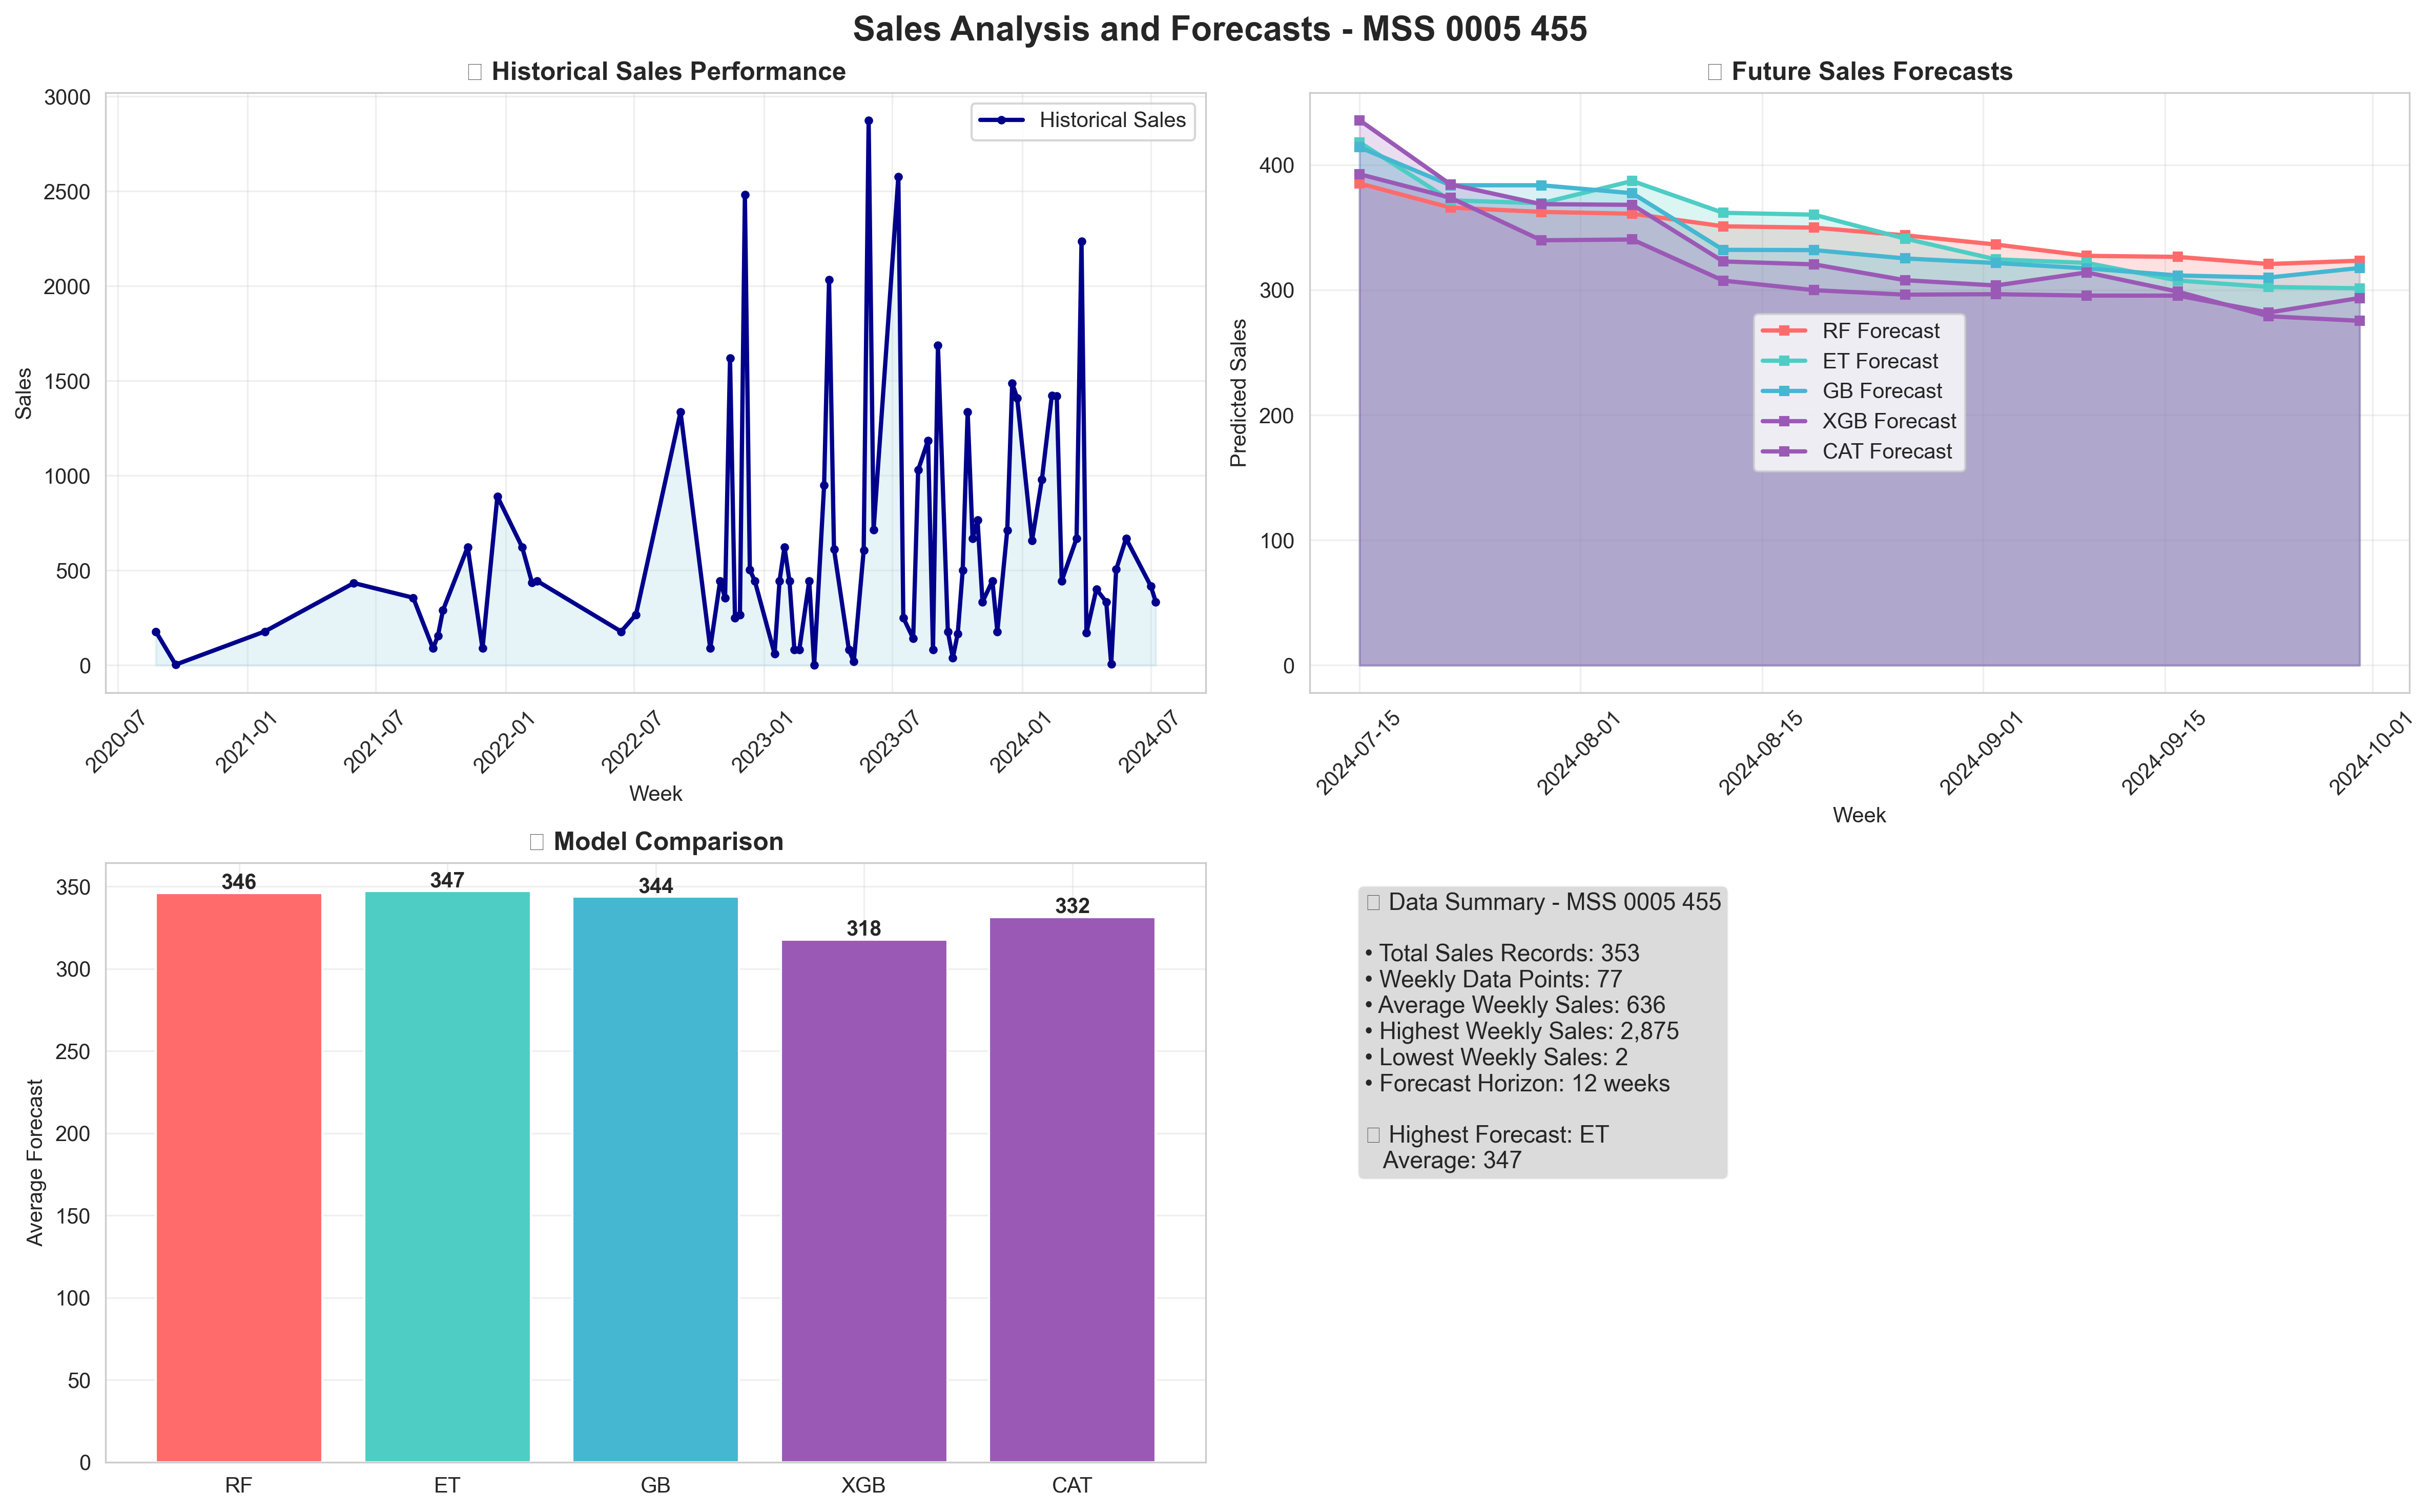 Sales Analysis and Forecasts - MSS 0005 455
Historical Sales Performance
3000
2500
2000
1500
1000
500
0
Sales
Historical Sales
2020-07
2021-01
2021-07
2022-01
2022-07
2023-01
2023-07
2024-01
2024-07
Week
Future Sales Forecasts
400
300
200
100
0
Predicted Sales
RF Forecast
ET Forecast
GB Forecast
XGB Forecast
CAT Forecast
2024-07-15
2024-08-01
2024-08-15
2024-09-01
2024-09-15
2024-10-01
Week
Model Comparison
350
300
250
200
150
100
50
0
Average Forecast
346
347
344
318
332
RF
ET
GB
XGB
CAT
Data Summary - MSS 0005 455
• Total Sales Records: 353
• Weekly Data Points: 77
• Average Weekly Sales: 636
• Highest Weekly Sales: 2,875
• Lowest Weekly Sales: 2
• Forecast Horizon: 12 weeks
Highest Forecast: ET
Average: 347